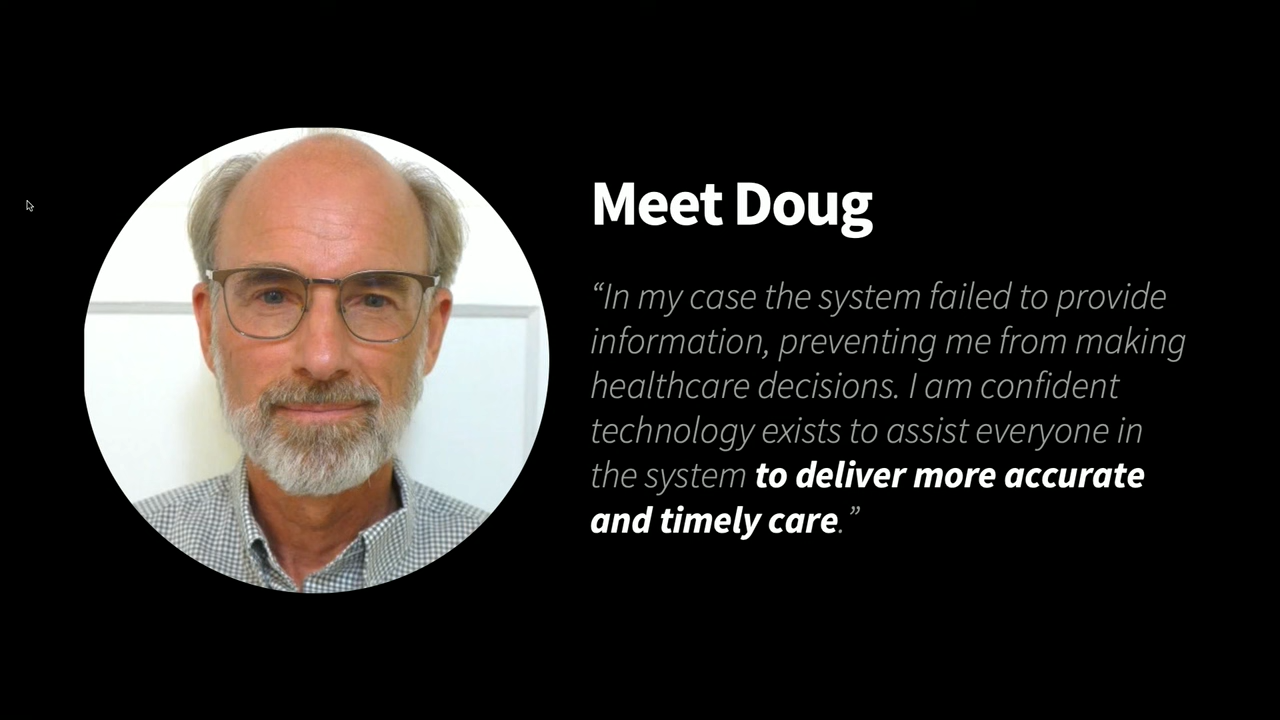 Meet Doug
“In my case the system failed to provide
information, preventing me from making
healthcare decisions. I am confident
technology exists to assist everyone in
the system to deliver more accurate
and timely care.”